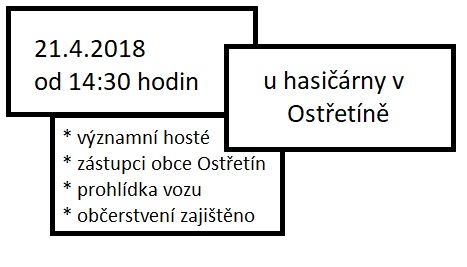 21.4.2018
od 14:30 hodin
u hasičárny v
Ostřetíně
* významní hosté
* zástupci obce Ostřetín
* prohlídka vozu
* občerstvení zajištěno